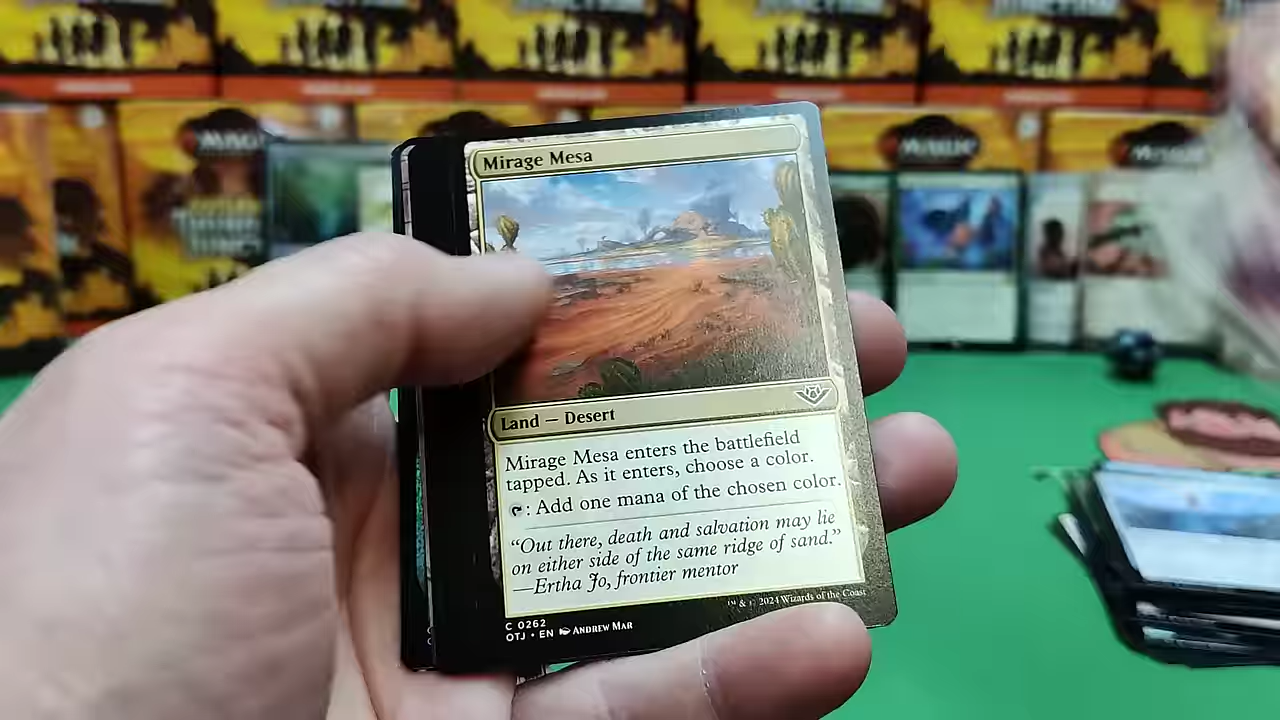 Mirage Mesa
Land — Desert
Mirage Mesa enters the battlefield
tapped. As it enters, choose a color.
: Add one mana of the chosen color.
“Out there, death and salvation may lie
on either side of the same ridge of sand.”
—Ertha Jo, frontier mentor
™ & © 2024 Wizards of the Coast
C 0262
OTJ • EN ANDREW MAR
MAGIC
MAGIC
MAGIC